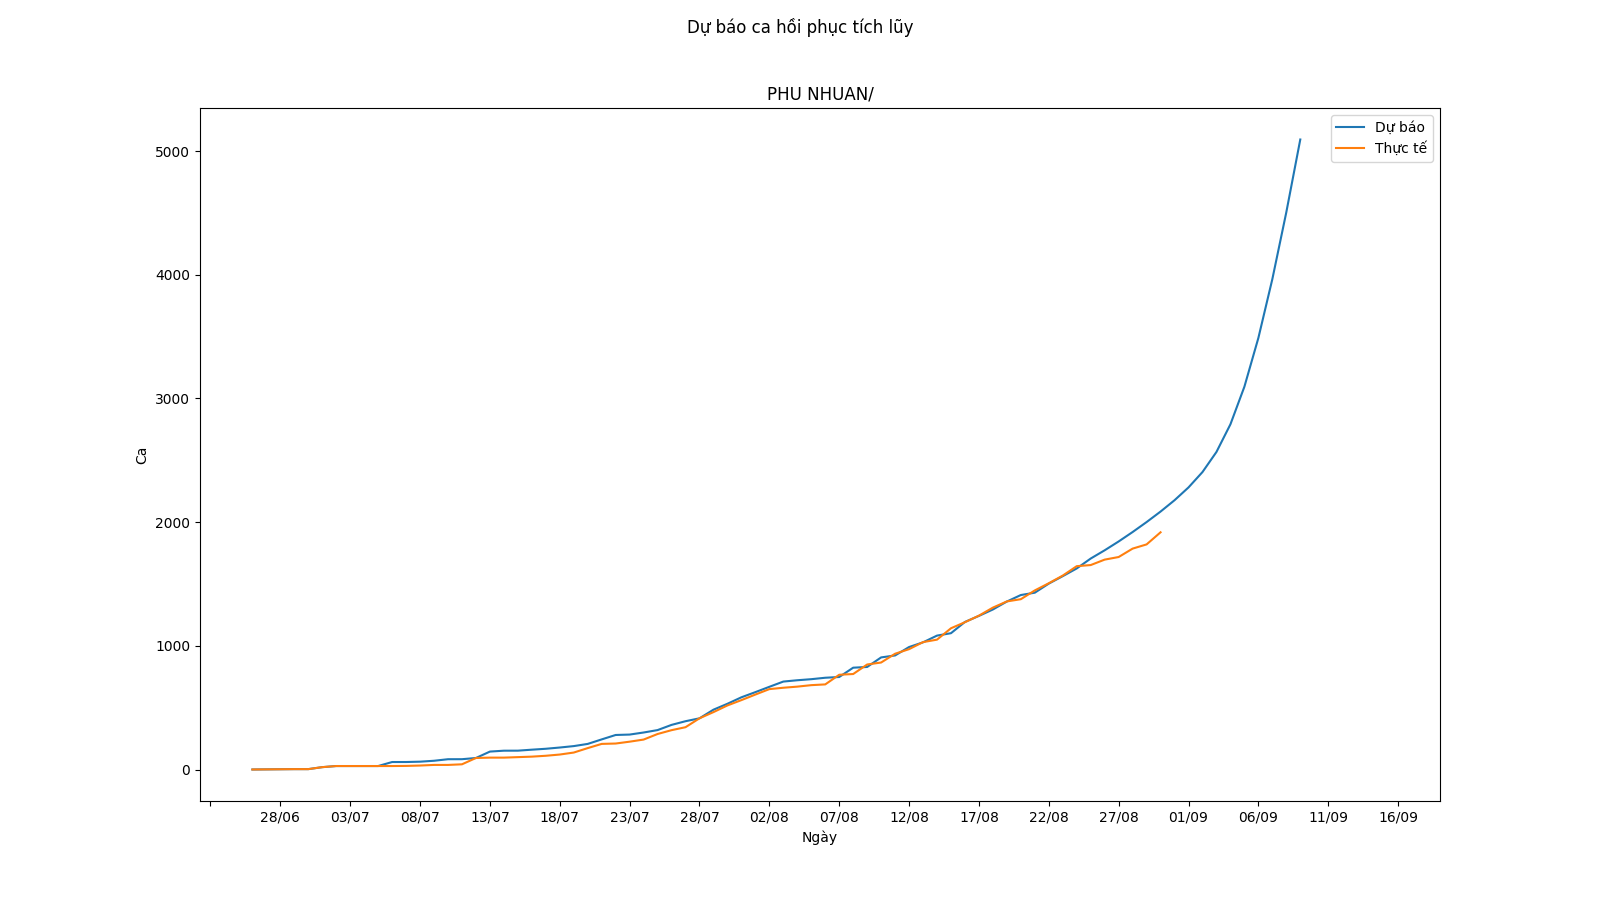 Dự báo ca hồi phục tích lũy
PHU NHUAN/
Dự báo
Thực tế
5000
4000
3000
2000
1000
0
Ca
28/06 03/07 08/07 13/07 18/07 23/07 28/07 02/08 07/08 12/08 17/08 22/08 27/08 01/09 06/09 11/09 16/09
Ngày